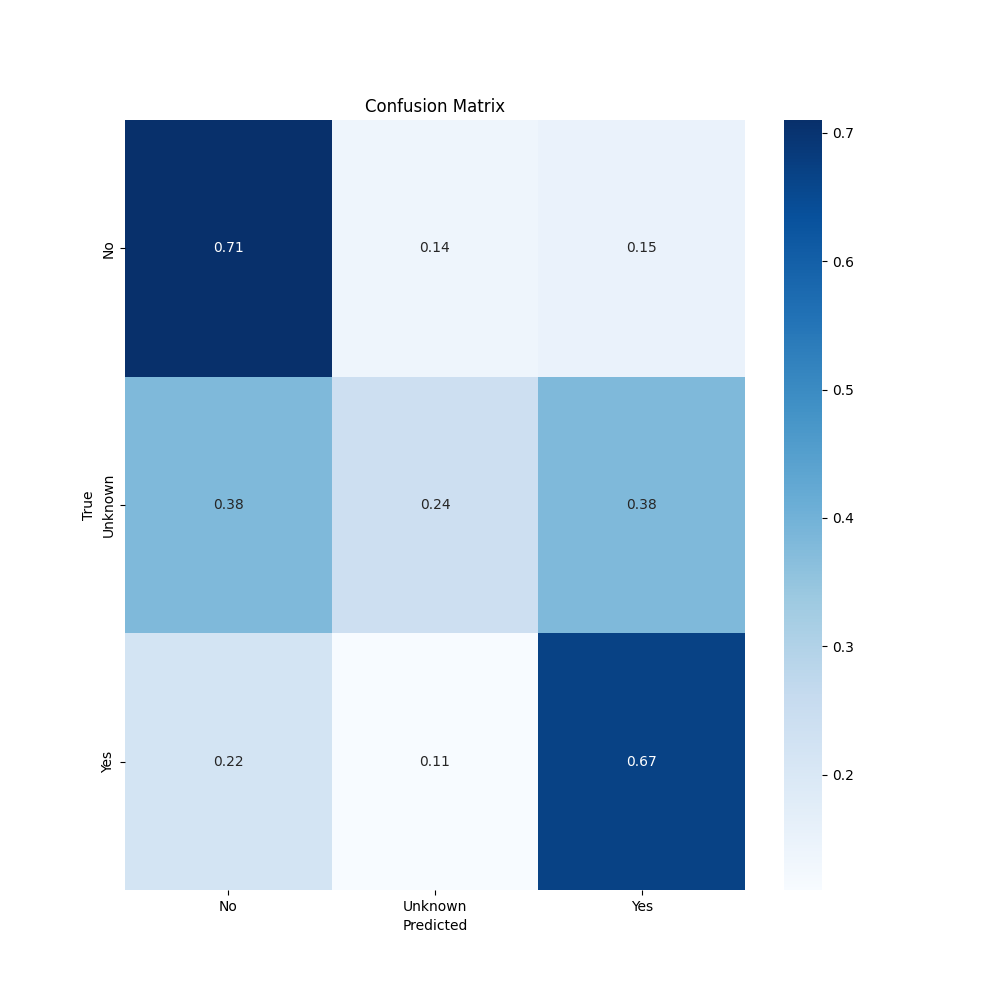 Confusion Matrix
No
0.71 0.14 0.15
True
Unknown
0.38 0.24 0.38
Yes
0.22 0.11 0.67
No Unknown Yes
Predicted
0.7
0.6
0.5
0.4
0.3
0.2